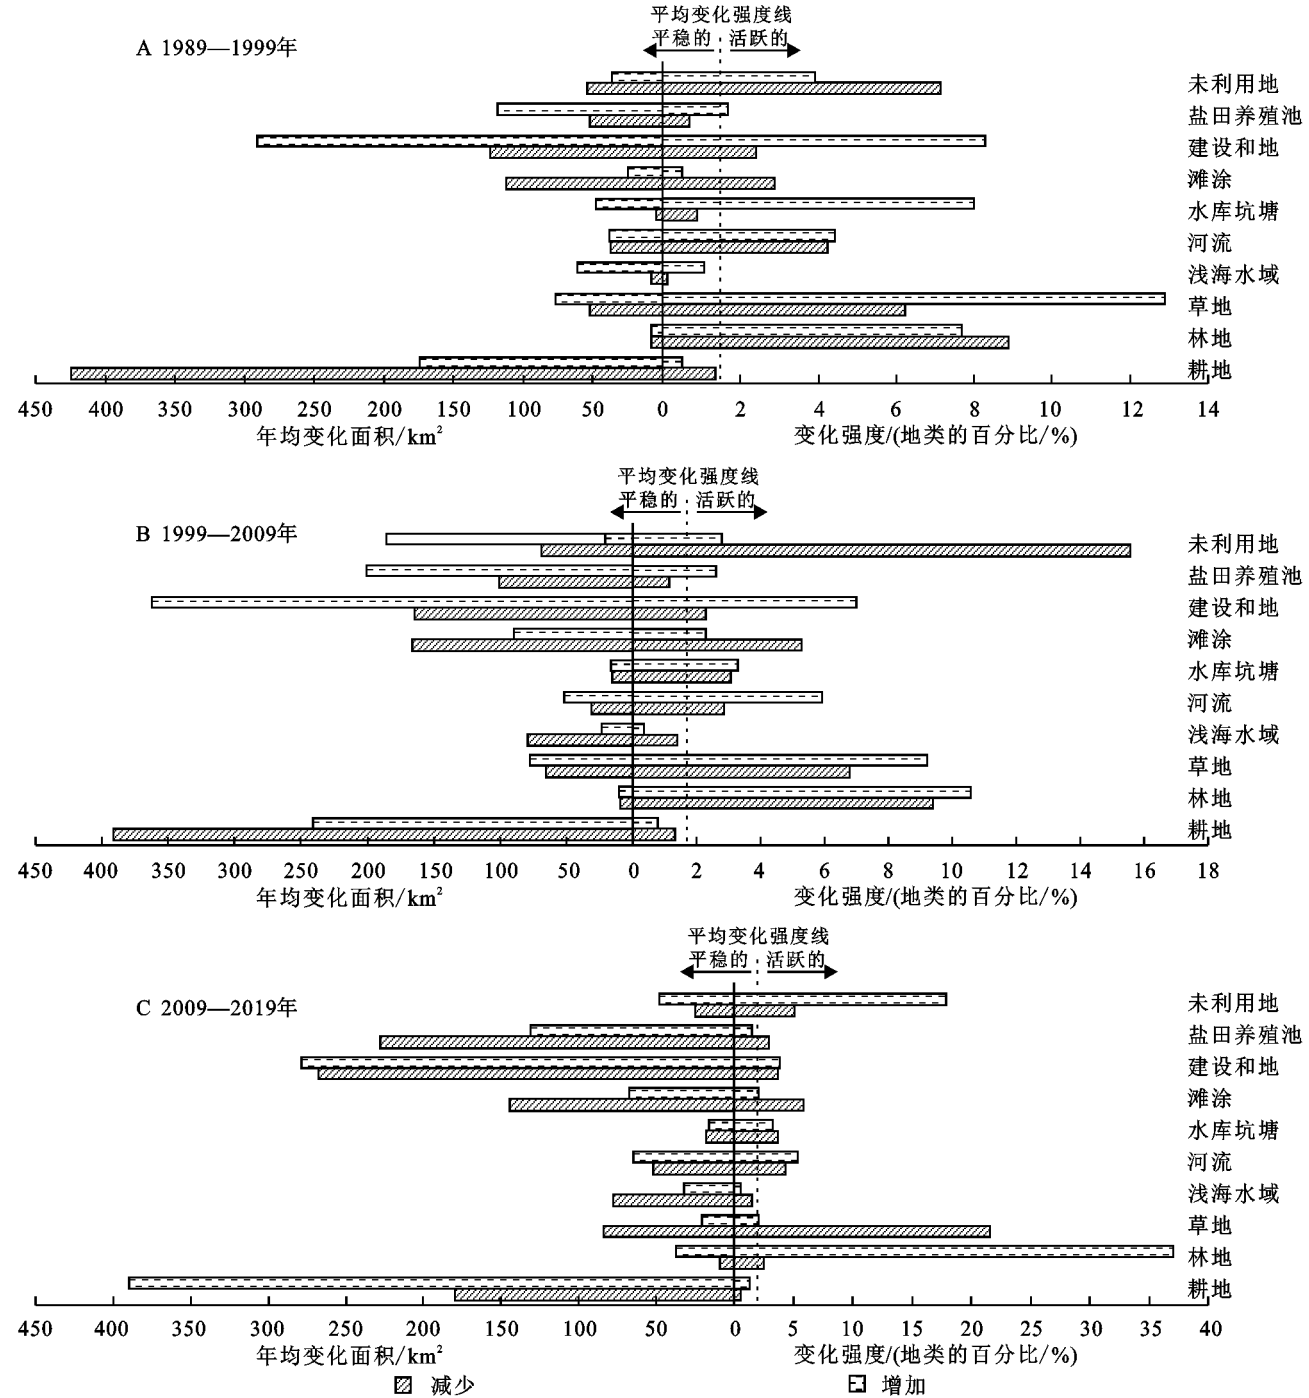 平均变化强度线
平稳的 活跃的
A 1989—1999年
未利用地
盐田养殖池
建设和地
滩涂
水库坑塘
河流
浅海水域
草地
林地
耕地
450 400 350 300 250 200 150 100 50 0 2 4 6 8 10 12 14
年均变化面积/km² 变化强度/(地类的百分比/%)
平均变化强度线
平稳的 活跃的
B 1999—2009年
未利用地
盐田养殖池
建设和地
滩涂
水库坑塘
河流
浅海水域
草地
林地
耕地
450 400 350 300 250 200 150 100 50 0 2 4 6 8 10 12 14 16 18
年均变化面积/km² 变化强度/(地类的百分比/%)
平均变化强度线
平稳的 活跃的
C 2009—2019年
未利用地
盐田养殖池
建设和地
滩涂
水库坑塘
河流
浅海水域
草地
林地
耕地
450 400 350 300 250 200 150 100 50 0 5 10 15 20 25 30 35 40
年均变化面积/km² 变化强度/(地类的百分比/%)
减少 增加